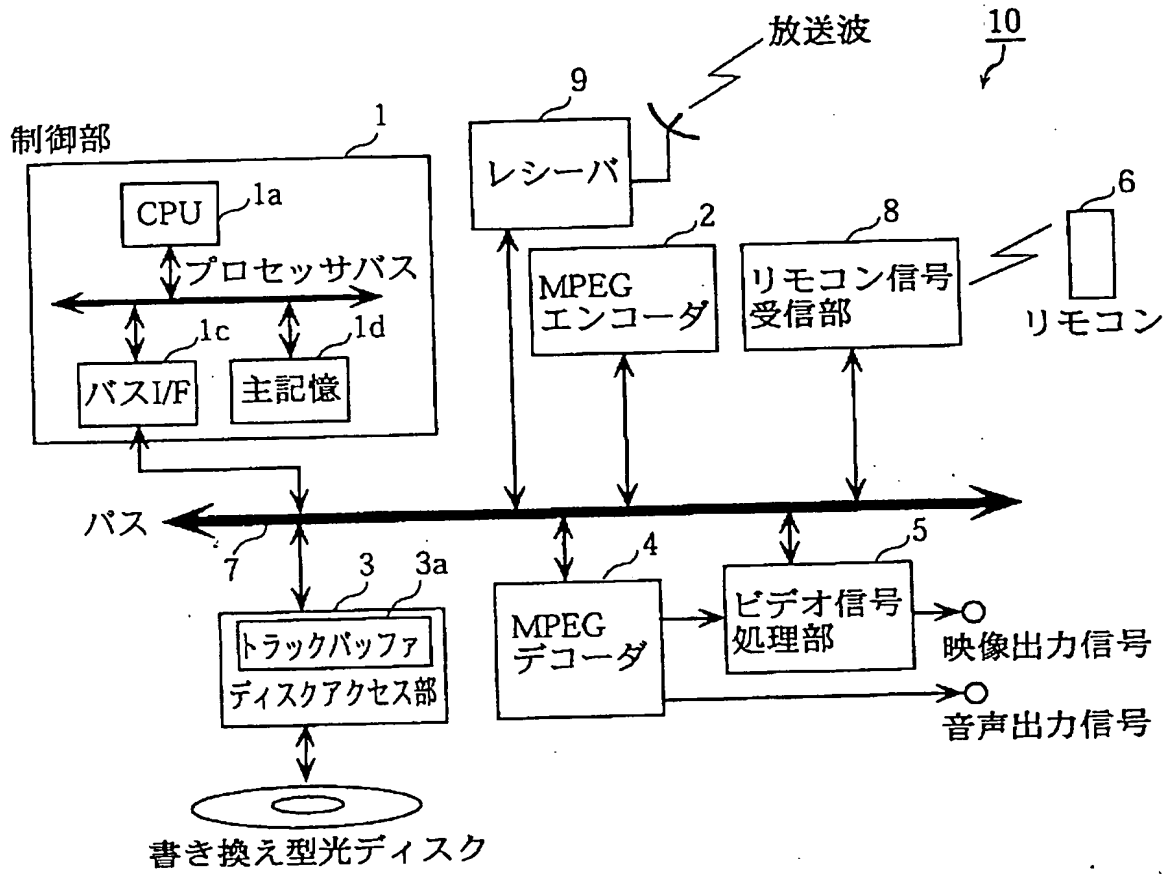 放送波
10
9
制御部
1
レシーバ
6
CPU
1a
2
8
プロセッサバス
MPEG
エンコーダ
リモコン信号
受信部
リモコン
1c
1d
バスI/F
主記憶
バス
7
3
3a
4
5
トラックバッファ
ディスクアクセス部
MPEG
デコーダ
ビデオ信号
処理部
映像出力信号
音声出力信号
書き換え型光ディスク